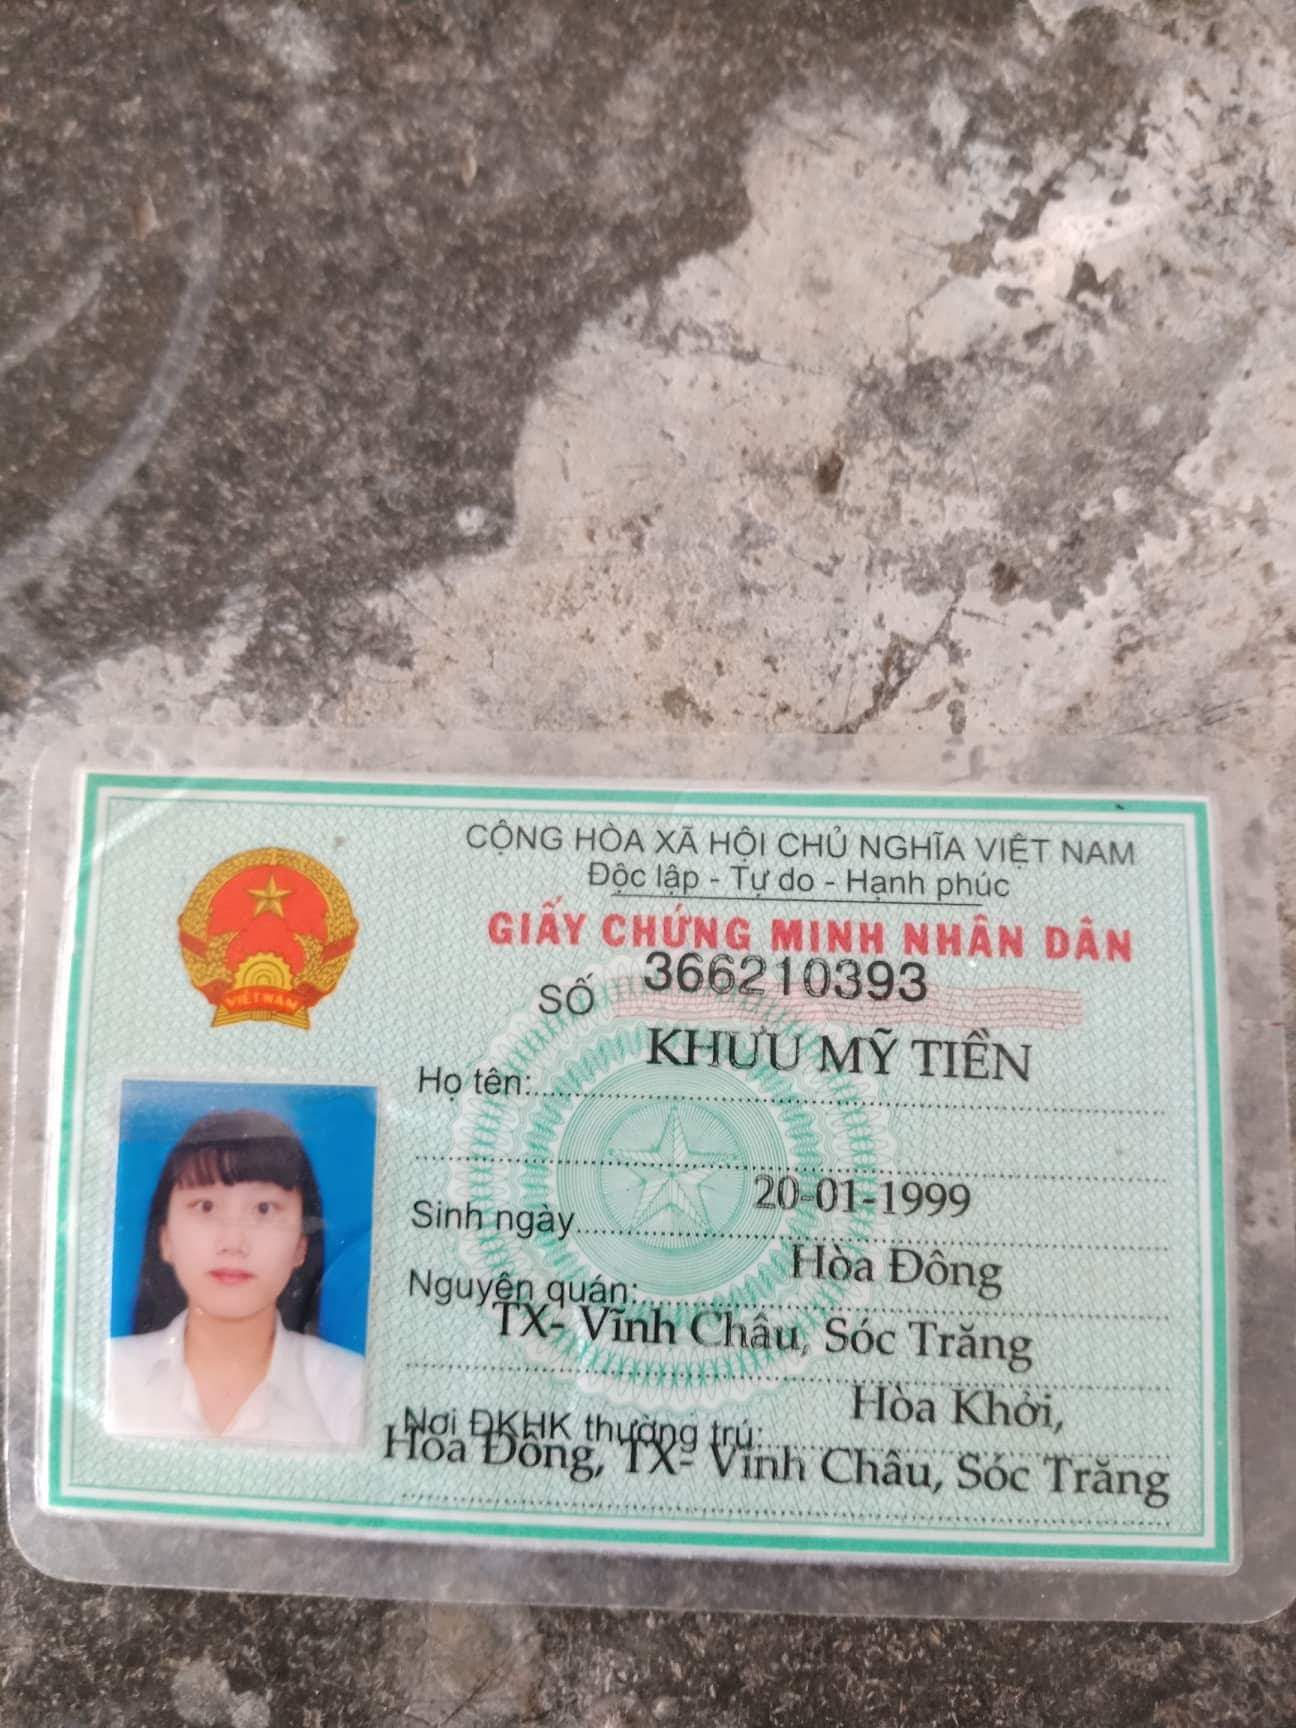 CỘNG HÒA XÃ HỘI CHỦ NGHĨA VIỆT NAM
Độc lập - Tự do - Hạnh phúc
GIẤY CHỨNG MINH NHÂN DÂN
SỐ 366210393
Họ tên: KHƯU MỸ TIỀN
Sinh ngày 20-01-1999
Nguyên quán: Hòa Đông
TX- Vĩnh Châu, Sóc Trăng
Nơi ĐKHK thường trú: Hòa Khởi,
Hòa Đông, TX- Vĩnh Châu, Sóc Trăng
VIỆT NAM